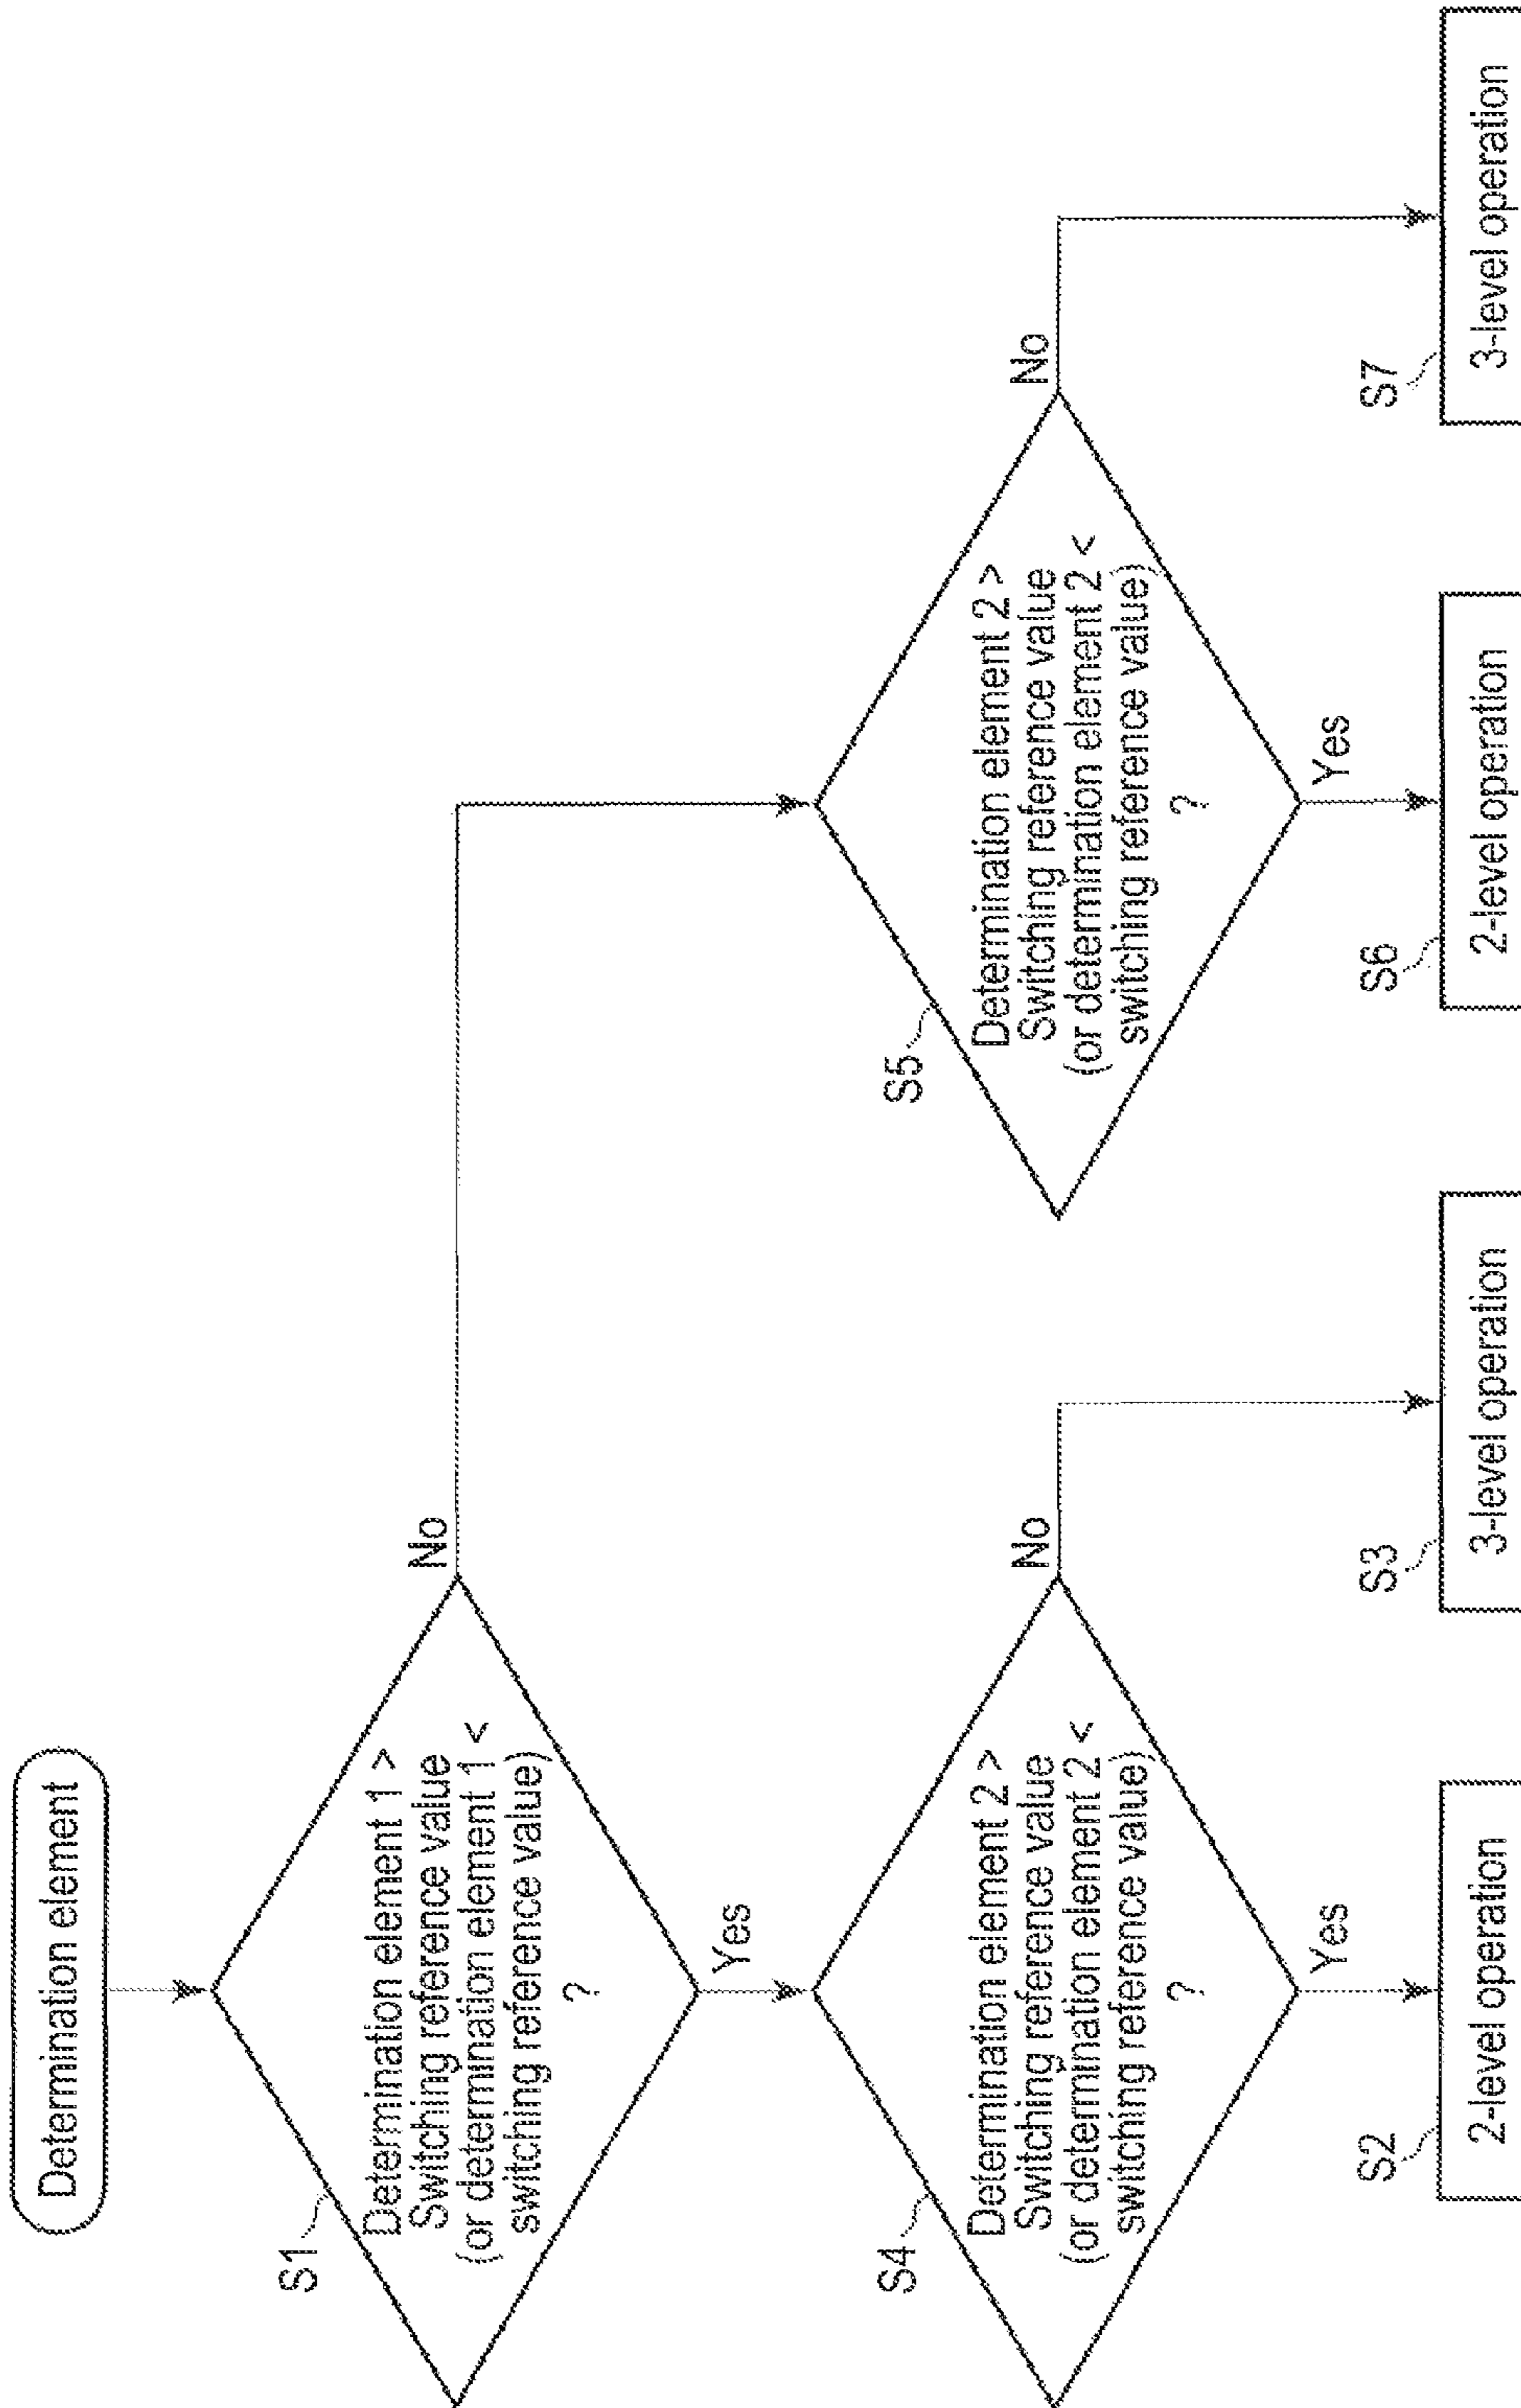 Determination element
S1
Determination element 1 >
Switching reference value
(or determination element 1 <
switching reference value)
?
No
Yes
S4
Determination element 2 >
Switching reference value
(or determination element 2 <
switching reference value)
?
No
Yes
S5
Determination element 2 >
Switching reference value
(or determination element 2 <
switching reference value)
?
No
Yes
S2
2-level operation
S3
3-level operation
S6
2-level operation
S7
3-level operation